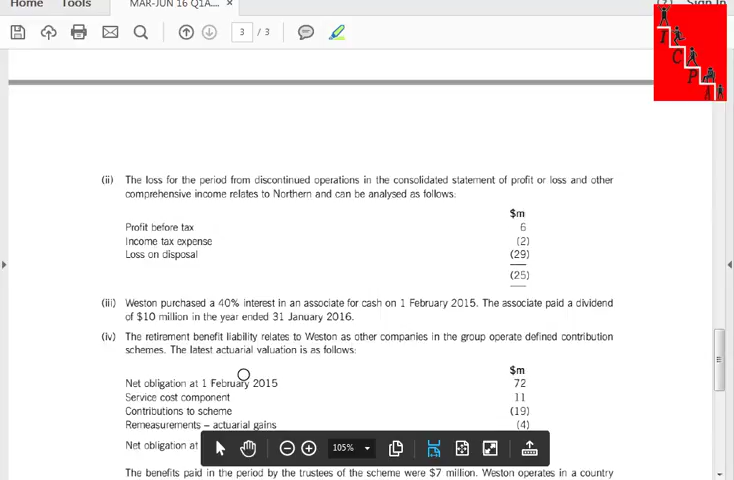 Home Tools MAR-JUN 16 Q1A.... × Sign In
3 / 3
I C P A
(ii) The loss for the period from discontinued operations in the consolidated statement of profit or loss and other
comprehensive income relates to Northern and can be analysed as follows:
$m
Profit before tax 6
Income tax expense (2)
Loss on disposal (29)
(25)
(iii) Weston purchased a 40% interest in an associate for cash on 1 February 2015. The associate paid a dividend
of $10 million in the year ended 31 January 2016.
(iv) The retirement benefit liability relates to Weston as other companies in the group operate defined contribution
schemes. The latest actuarial valuation is as follows:
$m
Net obligation at 1 February 2015 72
Service cost component 11
Contributions to scheme (19)
Remeasurements – actuarial gains (4)
Net obligation at
105%
The benefits paid in the period by the trustees of the scheme were $7 million. Weston operates in a country